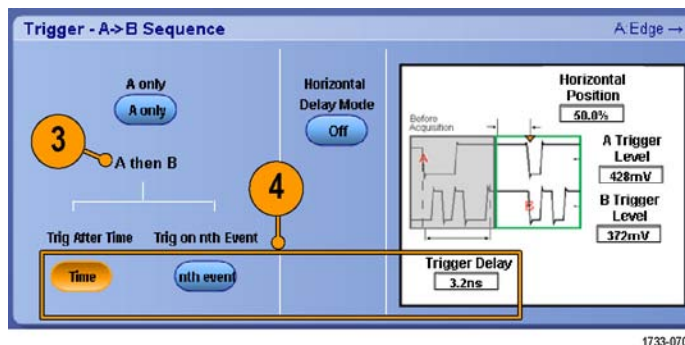 Trigger - A->B Sequence
A:Edge →
A only
A only
3
A then B
4
Trig After Time
Trig on nth Event
Time
nth event
Horizontal
Delay Mode
Off
Before
Acquisition
A
B
Horizontal
Position
50.0%
A Trigger
Level
428mV
B Trigger
Level
372mV
Trigger Delay
3.2ns
1733-070